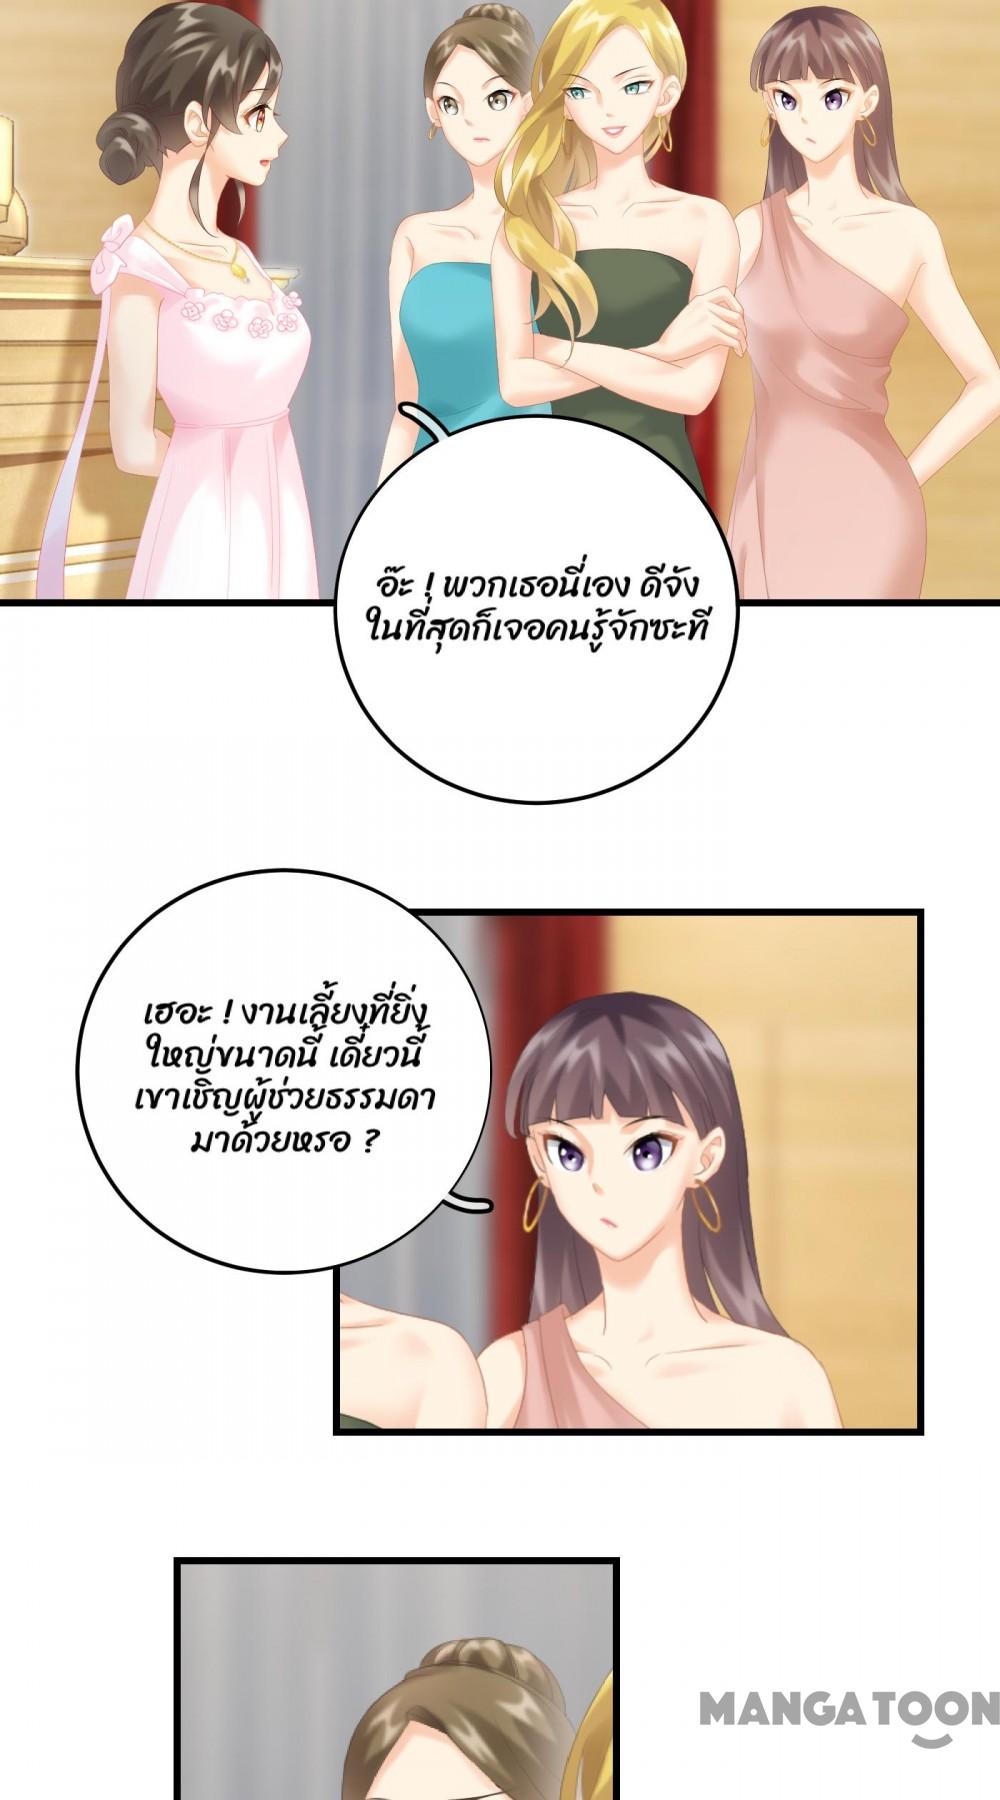 อ๊ะ ! พวกเธอนี่เอง ดีจัง
ในที่สุดก็เจอคนรู้จักซะที
เฮอะ ! งานเลี้ยงที่ยิ่ง
ใหญ่ขนาดนี้ เดี๋ยวนี้
เขาเชิญผู้ช่วยธรรมดา
มาด้วยหรอ ?
MANGATOON